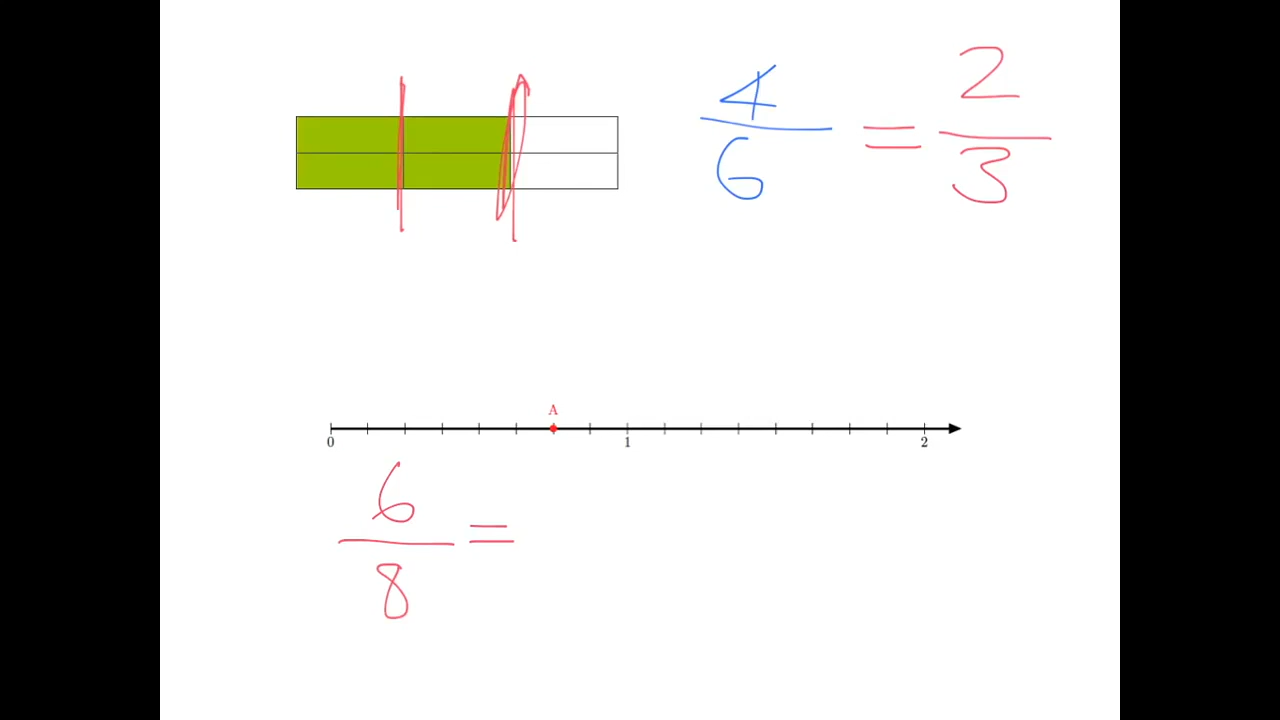 4/6 = 2/3
A
0 1 2
6/8 =